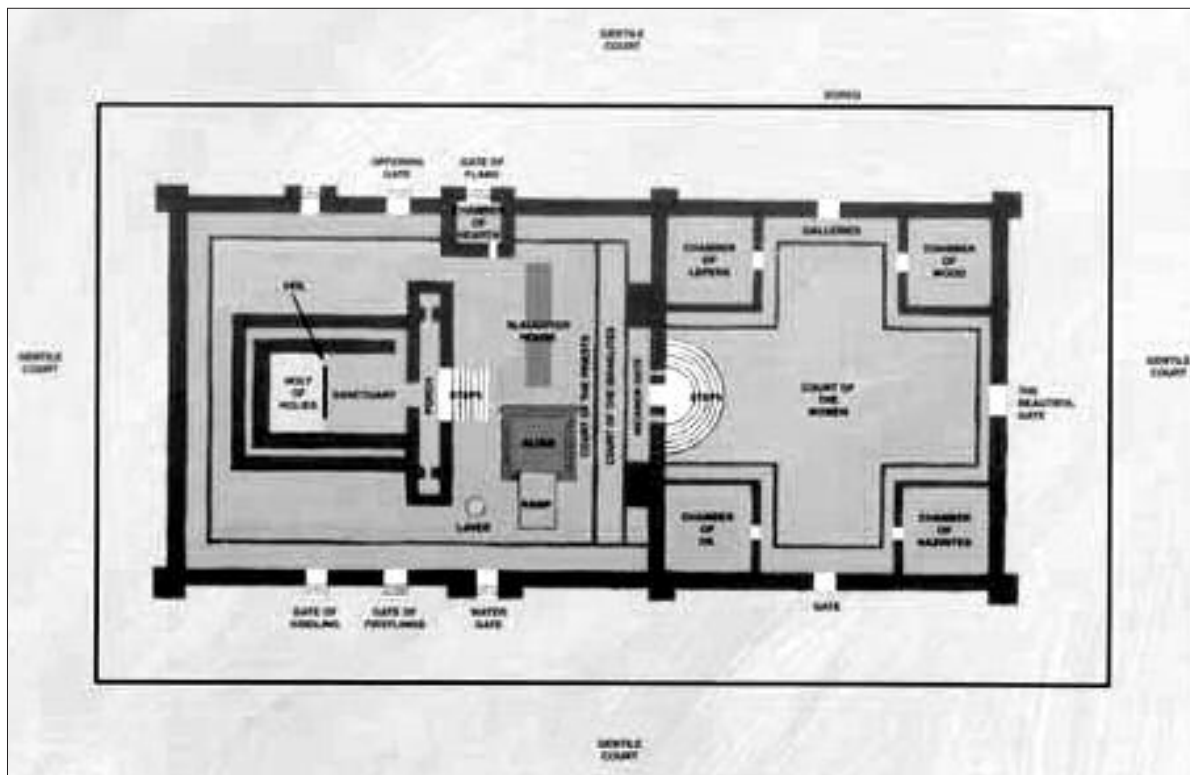 GENTILE
COURT
SOREG
OFFERING
GATE
GATE OF
FLAME
CHAMBER
OF
HEARTH
GALLERIES
CHAMBER
OF
LEPERS
CHAMBER
OF
WOOD
VEIL
SLAUGHTER
HOUSE
COURT OF THE PRIESTS
COURT OF THE ISRAELITES
NICANOR GATE
GENTILE
COURT
HOLY
OF
HOLIES
SANCTUARY
PORCH
STEPS
STEPS
COURT OF
THE
WOMEN
THE
BEAUTIFUL
GATE
GENTILE
COURT
ALTAR
RAMP
LAVER
CHAMBER
OF
OIL
CHAMBER
OF
NAZIRITES
GATE OF
KINDLING
GATE OF
FIRSTLINGS
WATER
GATE
GATE
GENTILE
COURT